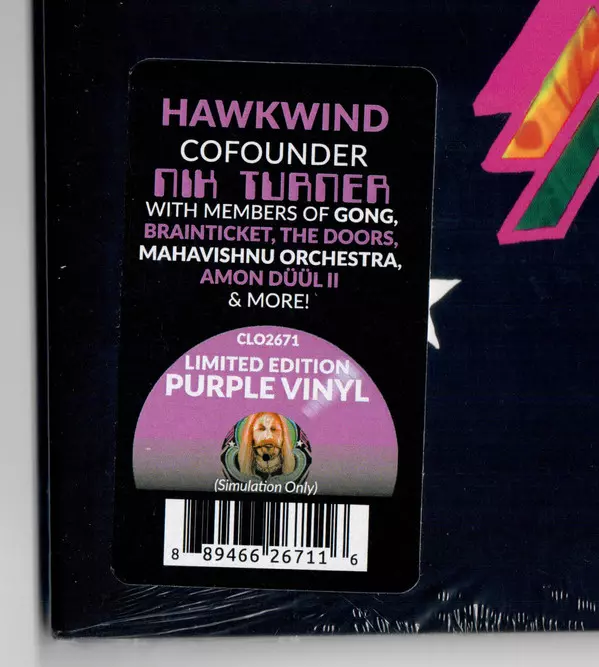 HAWKWIND
COFOUNDER
NIK TURNER
WITH MEMBERS OF GONG,
BRAINTICKET, THE DOORS,
MAHAVISHNU ORCHESTRA,
AMON DÜÜL II
& MORE!
CLO2671
LIMITED EDITION
PURPLE VINYL
(Simulation Only)
8 89466 26711 6